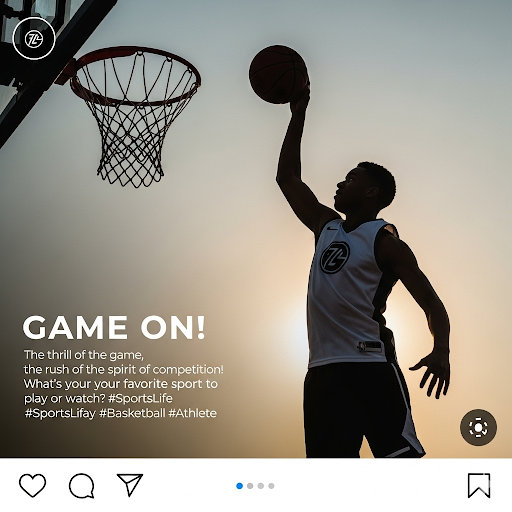 GAME ON!
The thrill of the game,
the rush of the spirit of competition!
What's your your favorite sport to
play or watch? #SportsLife
#SportsLifay #Basketball #Athlete